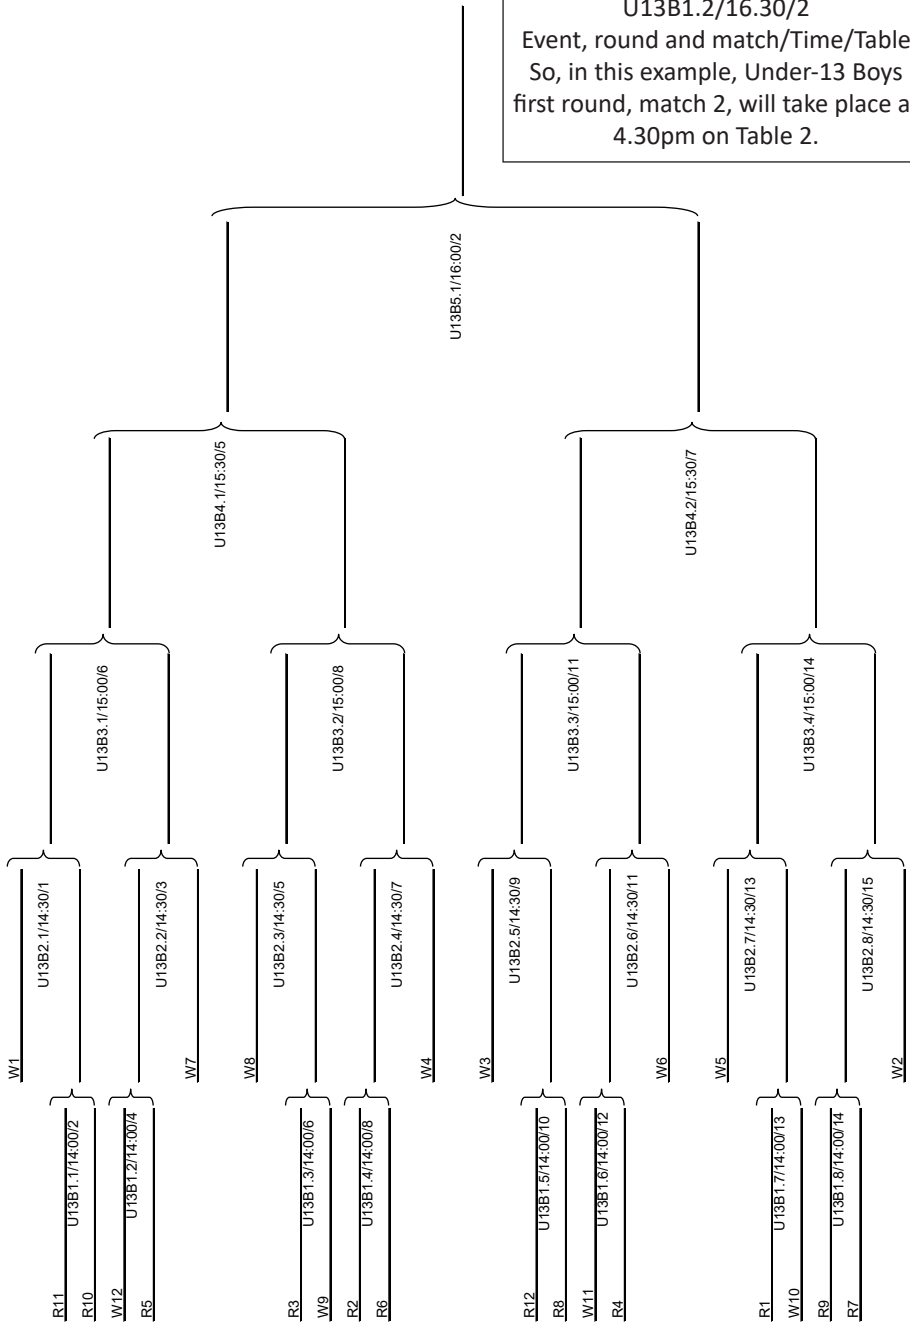 U13B1.2/16.30/2
Event, round and match/Time/Table
So, in this example, Under-13 Boys
first round, match 2, will take place a
4.30pm on Table 2.
U13B5.1/16:00/2
U13B4.1/15:30/5
U13B4.2/15:30/7
U13B3.1/15:00/6
U13B3.2/15:00/8
U13B3.3/15:00/11
U13B3.4/15:00/14
W1
U13B2.1/14:30/1
U13B2.2/14:30/3
W7
W8
U13B2.3/14:30/5
U13B2.4/14:30/7
W4
W3
U13B2.5/14:30/9
U13B2.6/14:30/11
W6
W5
U13B2.7/14:30/13
U13B2.8/14:30/15
W2
R11
U13B1.1/14:00/2
R10
W12
U13B1.2/14:00/4
R5
R3
U13B1.3/14:00/6
W9
R2
U13B1.4/14:00/8
R6
R12
U13B1.5/14:00/10
R8
W11
U13B1.6/14:00/12
R4
R1
U13B1.7/14:00/13
W10
R9
U13B1.8/14:00/14
R7